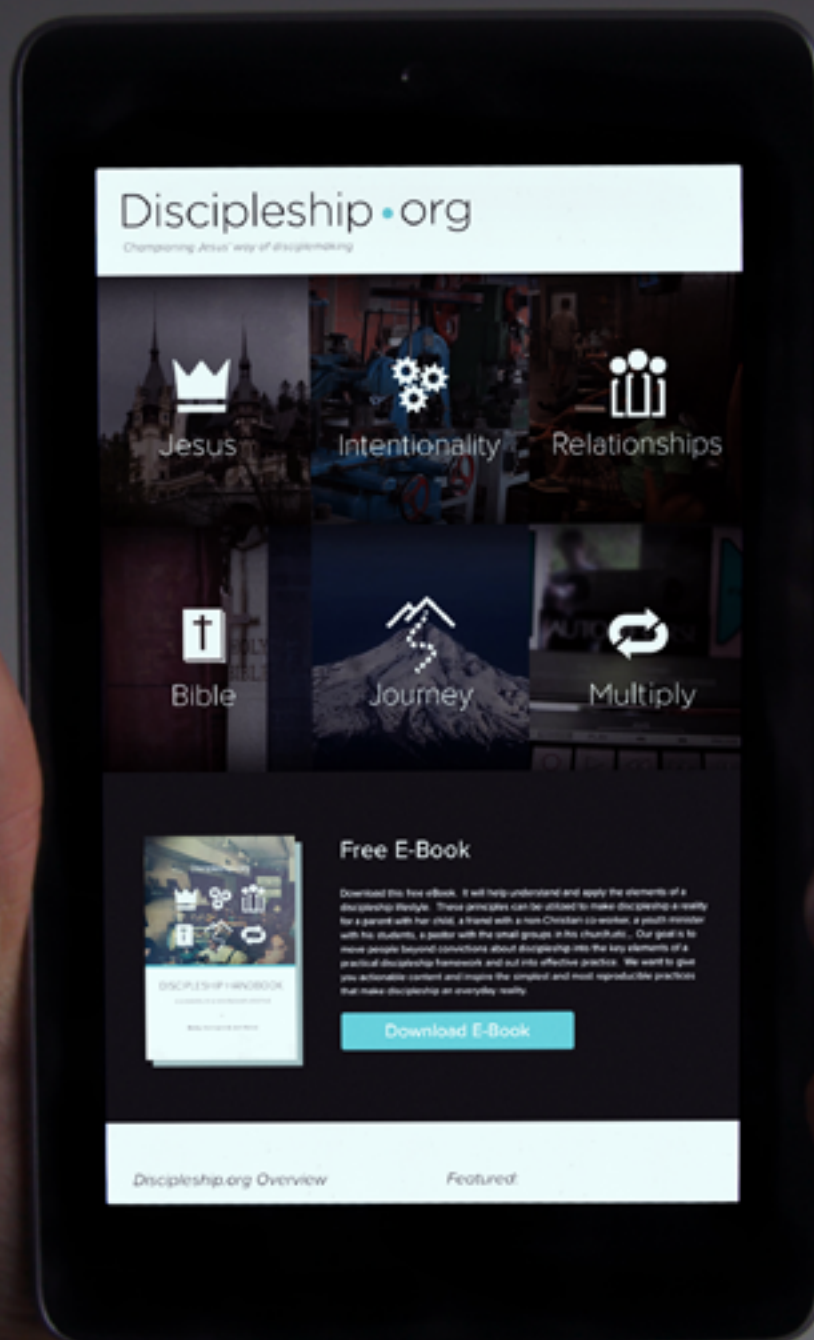 Discipleship•org
Championing Jesus' way of disciplemaking
Jesus Intentionality Relationships
HOLY
BIBLE
Bible Journey Multiply
Free E-Book
Download this free eBook. It will help understand and apply the elements of a
discipleship lifestyle. These principles can be utilized to make discipleship a reality
for a parent with her child, a friend with a non-Christian co-worker, a youth minister
with his students, a pastor with the small groups in his church,etc... Our goal is to
move people beyond convictions about discipleship into the key elements of a
practical discipleship framework and out into effective practice. We want to give
you actionable content and inspire the simplest and most reproducible practices
that make discipleship an everyday reality.
DISCIPLESHIP HANDBOOK
Download E-Book
Discipleship.org Overview Featured: